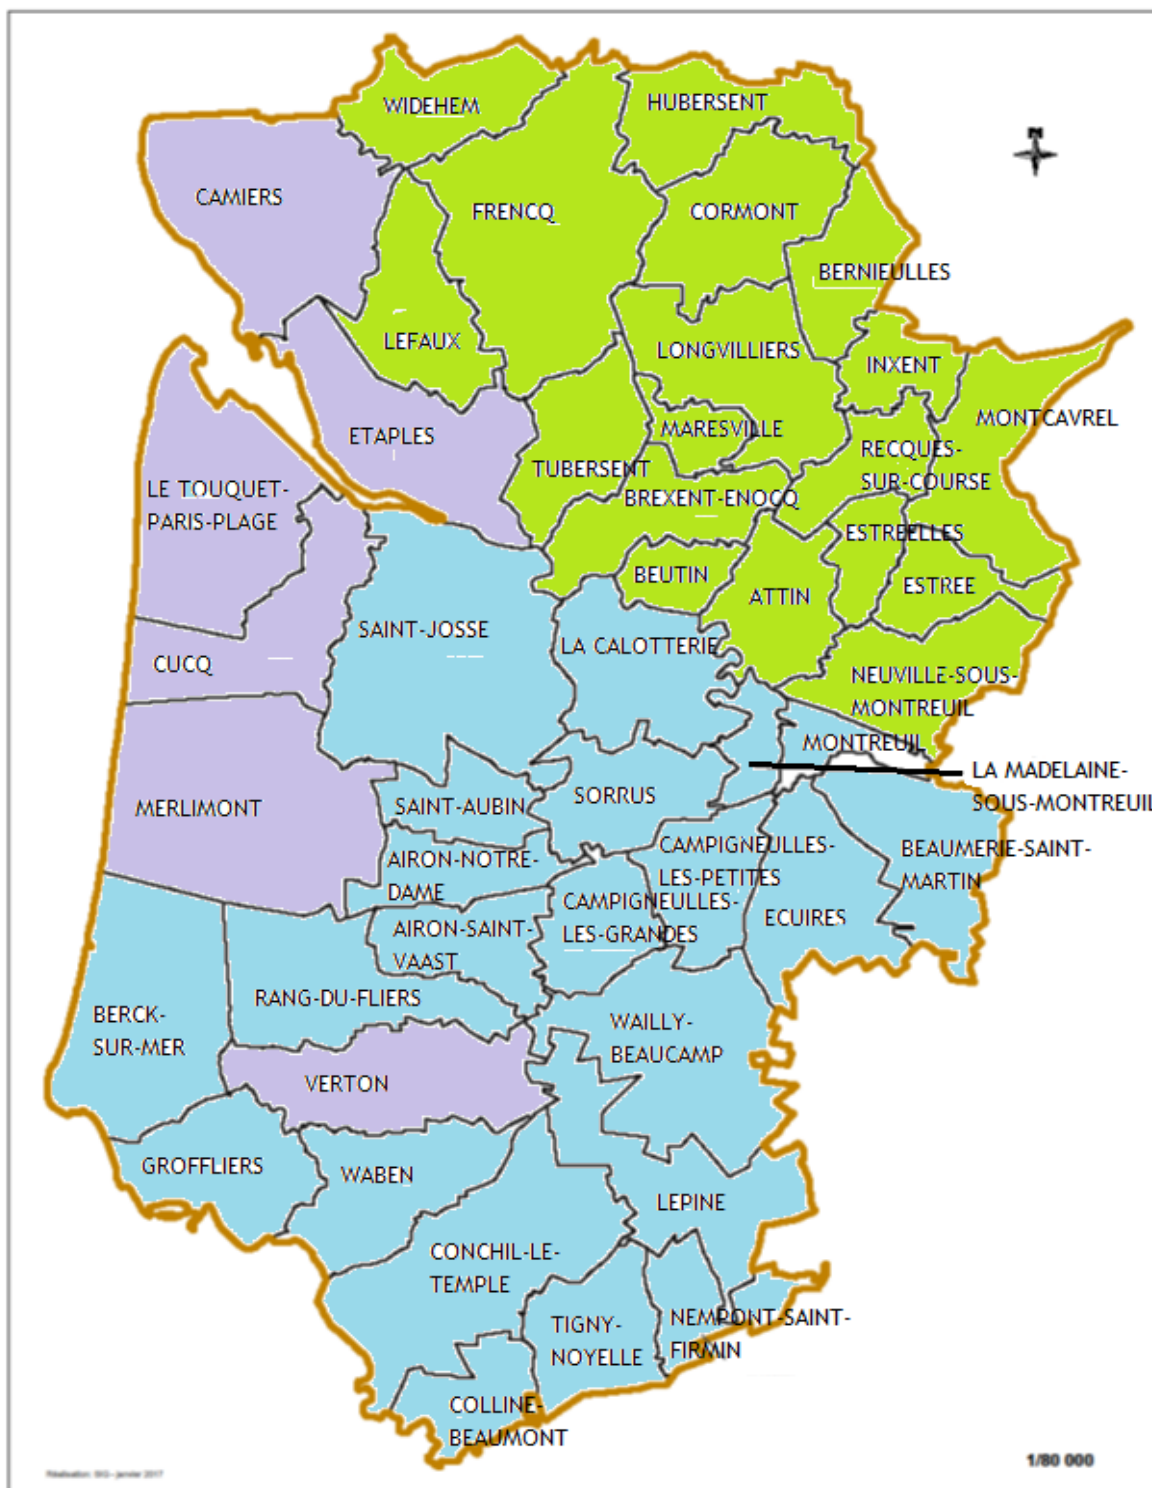 WIDEHEM
HUBERSENT
N
CAMIERS
FRENCQ
CORMONT
BERNIEULLES
LEFAUX
LONGVILLIERS
INXENT
MONTCAVREL
ETAPLES
MARESVILLE
RECQUES-
SUR-COURSE
TUBERSENT
BREXENT-ENOCQ
LE TOUQUET-
PARIS-PLAGE
ESTREELLES
BEUTIN
ATTIN
ESTREE
SAINT-JOSSE
LA CALOTTERIE
CUCQ
NEUVILLE-SOUS-
MONTREUIL
MONTREUIL
LA MADELAINE-
SOUS-MONTREUIL
MERLIMONT
SAINT-AUBIN
SORRUS
CAMPIGNEULLES-
LES-PETITES
BEAUMERIE-SAINT-
MARTIN
AIRON-NOTRE-
DAME
CAMPIGNEULLES-
LES-GRANDES
ECUIRES
AIRON-SAINT-
VAAST
RANG-DU-FLIERS
BERCK-
SUR-MER
WAILLY-
BEAUCAMP
VERTON
GROFFLIERS
WABEN
LEPINE
CONCHIL-LE-
TEMPLE
TIGNY-
NOYELLE
NEMPONT-SAINT-
FIRMIN
COLLINE-
BEAUMONT
1/80 000
Réalisation: SIG - janvier 2017